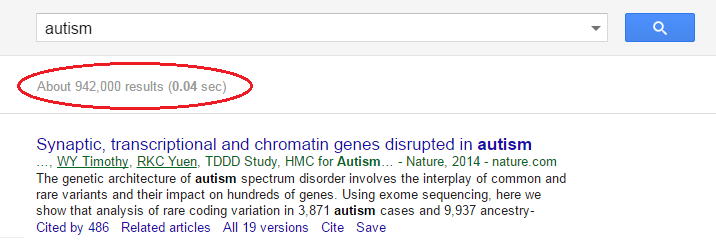 autism
About 942,000 results (0.04 sec)
Synaptic, transcriptional and chromatin genes disrupted in autism
..., WY Timothy, RKC Yuen, TDDD Study, HMC for Autism... - Nature, 2014 - nature.com
The genetic architecture of autism spectrum disorder involves the interplay of common and
rare variants and their impact on hundreds of genes. Using exome sequencing, here we
show that analysis of rare coding variation in 3,871 autism cases and 9,937 ancestry-
Cited by 486 Related articles All 19 versions Cite Save